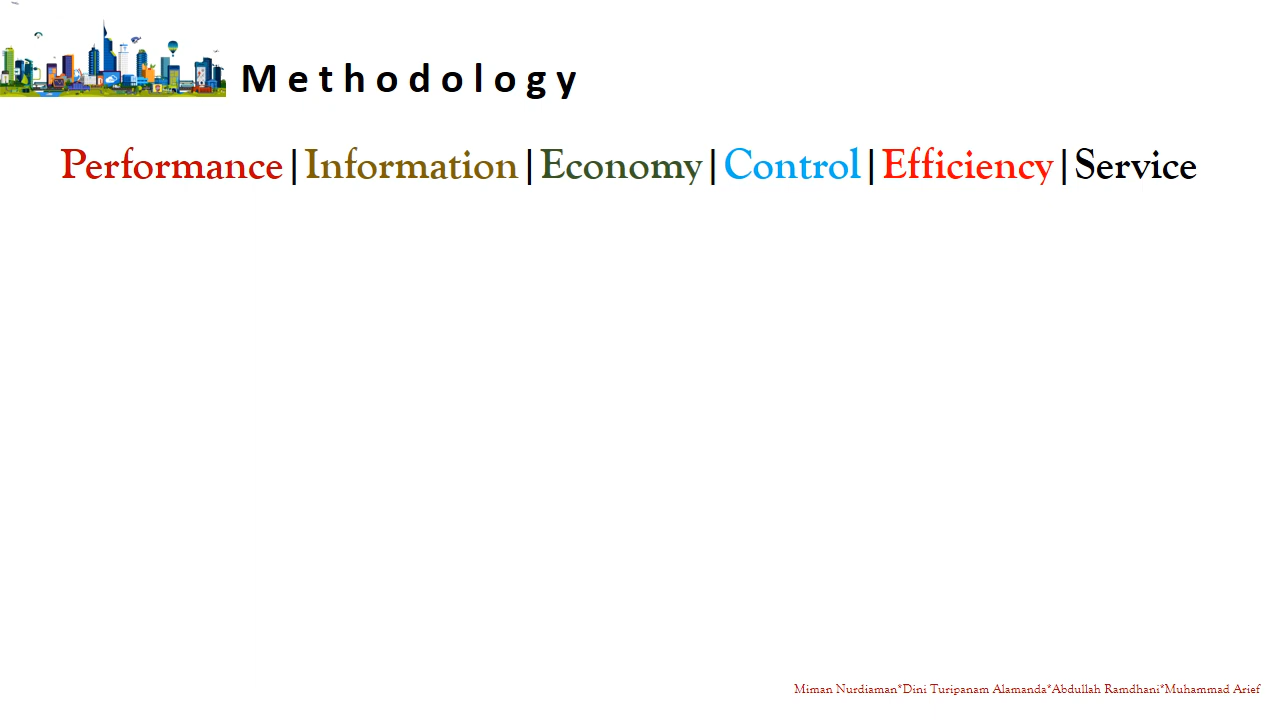 Methodology
Performance|Information|Economy|Control|Efficiency|Service
Miman Nurdiaman*Dini Turipanam Alamanda*Abdullah Ramdhani*Muhammad Arief